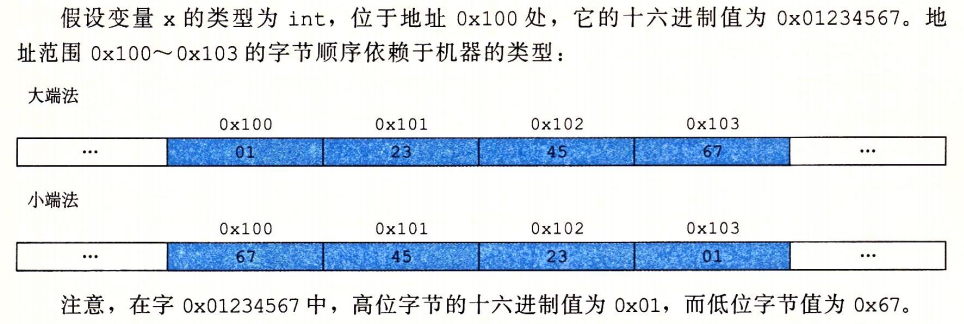 假设变量 x 的类型为 int，位于地址 0x100 处，它的十六进制值为 0x01234567。地
址范围 0x100～0x103 的字节顺序依赖于机器的类型：
大端法
0x100 0x101 0x102 0x103
… 01 23 45 67 …
小端法
0x100 0x101 0x102 0x103
… 67 45 23 01 …
注意，在字 0x01234567 中，高位字节的十六进制值为 0x01，而低位字节值为 0x67。